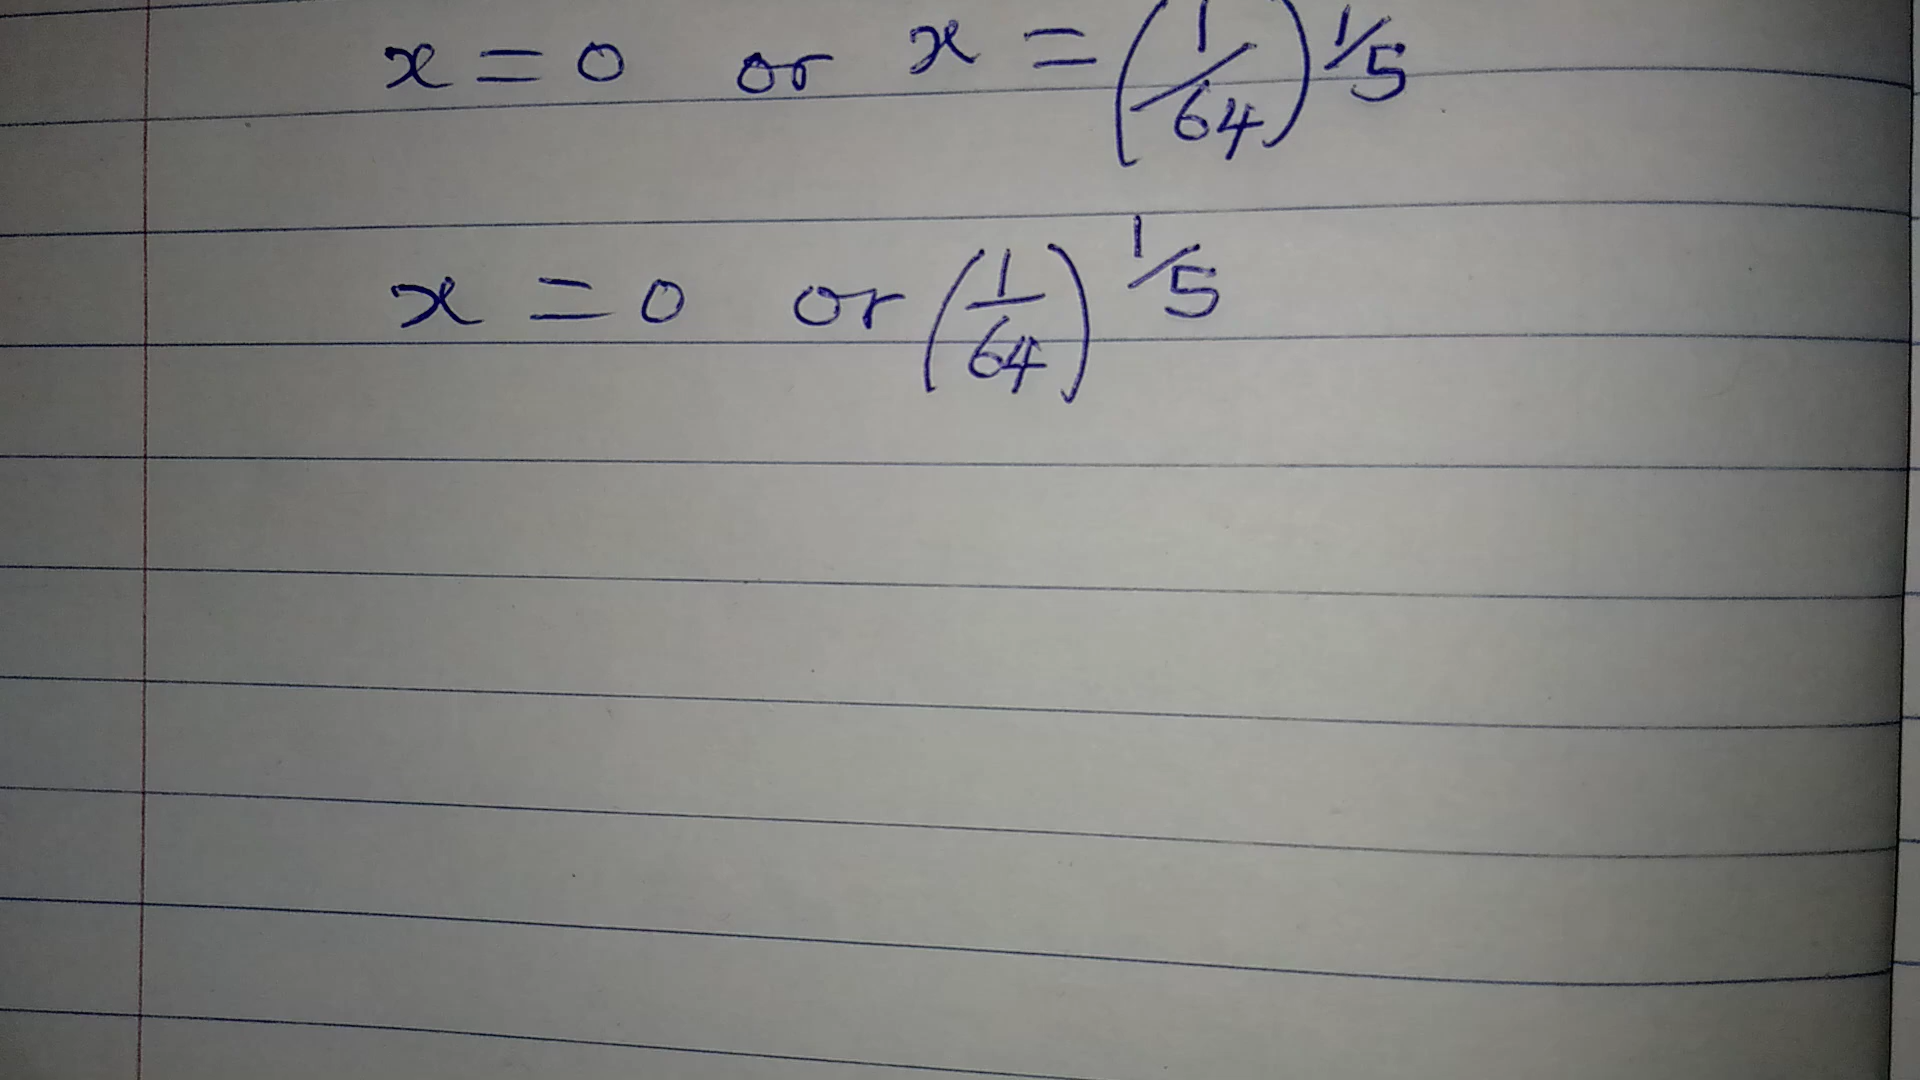 x = 0 or x = (1/64)^1/5
x = 0 or (1/64)^1/5